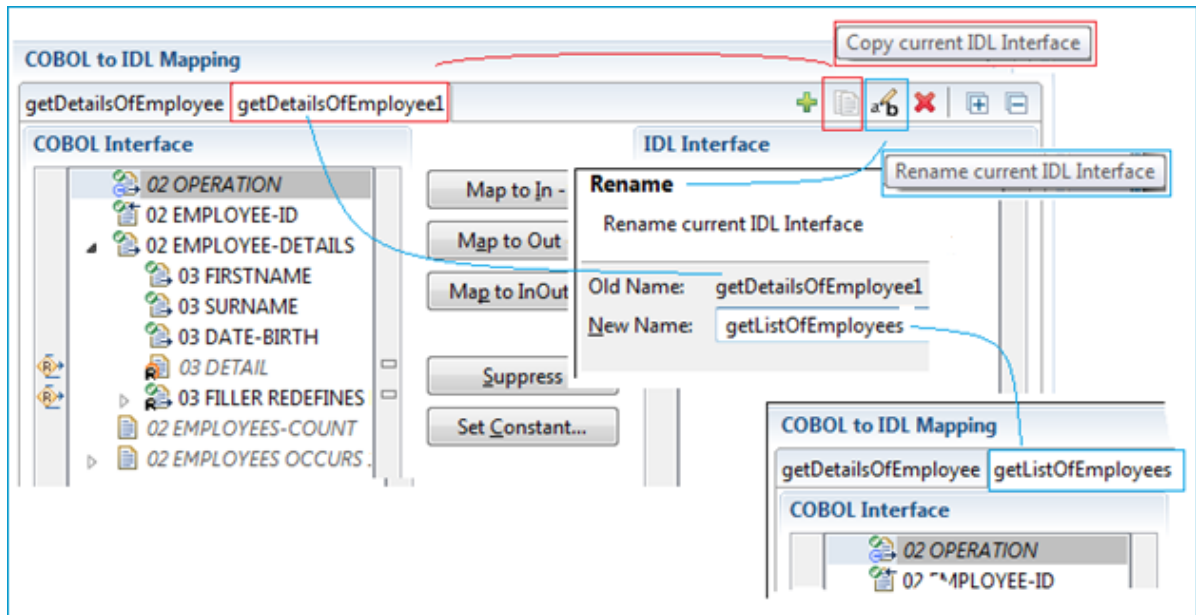 Copy current IDL Interface
COBOL to IDL Mapping
getDetailsOfEmployee getDetailsOfEmployee1
COBOL Interface
IDL Interface
Rename current IDL Interface
02 OPERATION
02 EMPLOYEE-ID
02 EMPLOYEE-DETAILS
03 FIRSTNAME
03 SURNAME
03 DATE-BIRTH
03 DETAIL
03 FILLER REDEFINES
02 EMPLOYEES-COUNT
02 EMPLOYEES OCCURS .
Map to In -
Map to Out
Map to InOut
Suppress
Set Constant...
Rename
Rename current IDL Interface
Old Name: getDetailsOfEmployee1
New Name: getListOfEmployees
COBOL to IDL Mapping
getDetailsOfEmployee getListOfEmployees
COBOL Interface
02 OPERATION
02 EMPLOYEE-ID